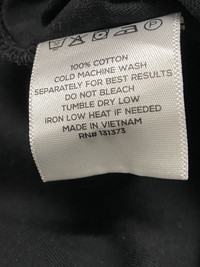 100% COTTON
COLD MACHINE WASH
SEPARATELY FOR BEST RESULTS
DO NOT BLEACH
TUMBLE DRY LOW
IRON LOW HEAT IF NEEDED
MADE IN VIETNAM
RN# 131373